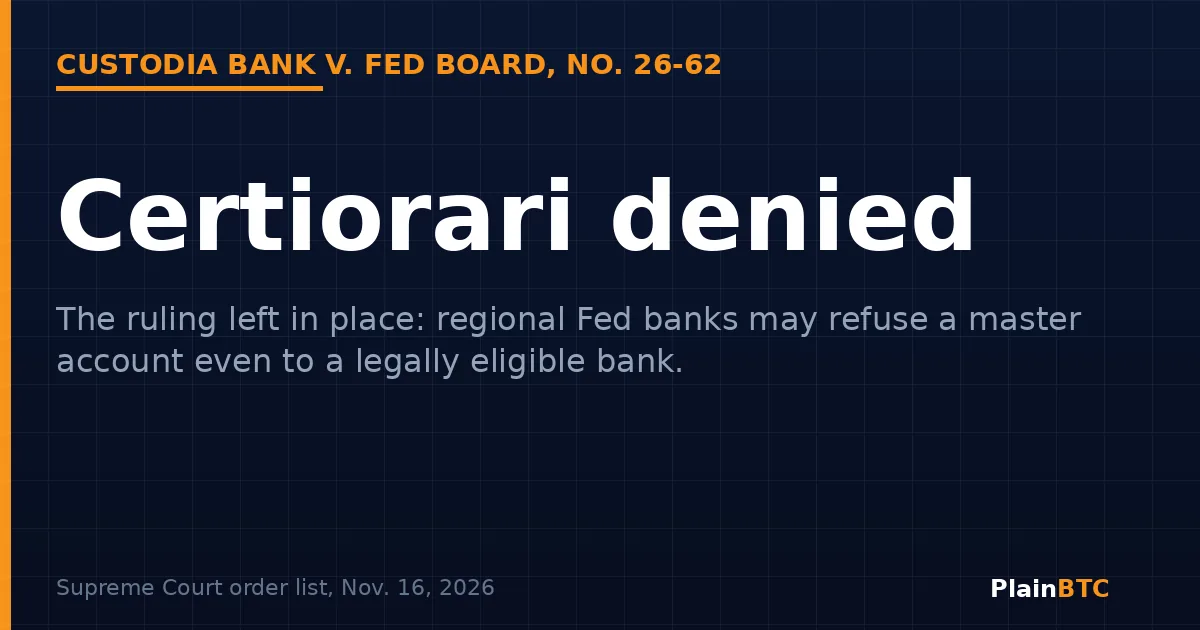 CUSTODIA BANK V. FED BOARD, NO. 26-62
Certiorari denied
The ruling left in place: regional Fed banks may refuse a master
account even to a legally eligible bank.
Supreme Court order list, Nov. 16, 2026
PlainBTC